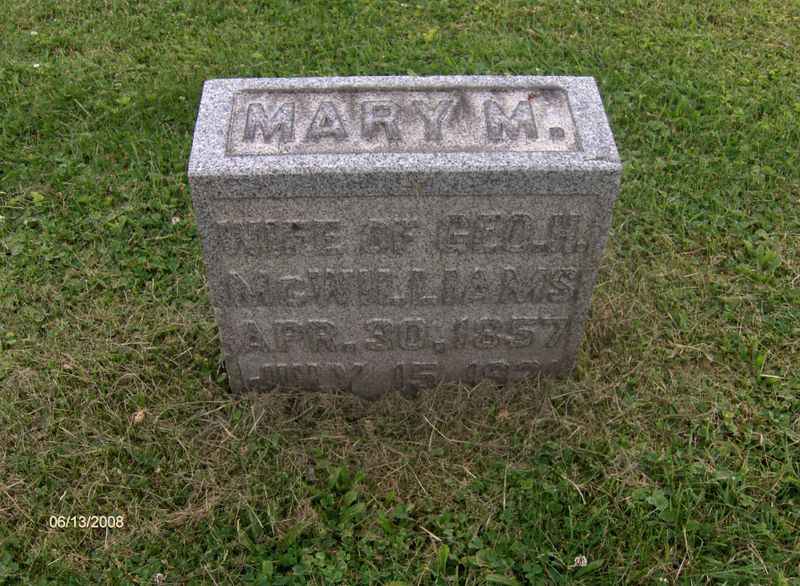 MARY M.
WIFE OF GEO. H.
McWILLIAMS
APR. 30, 1857
JULY 15,
06/13/2008